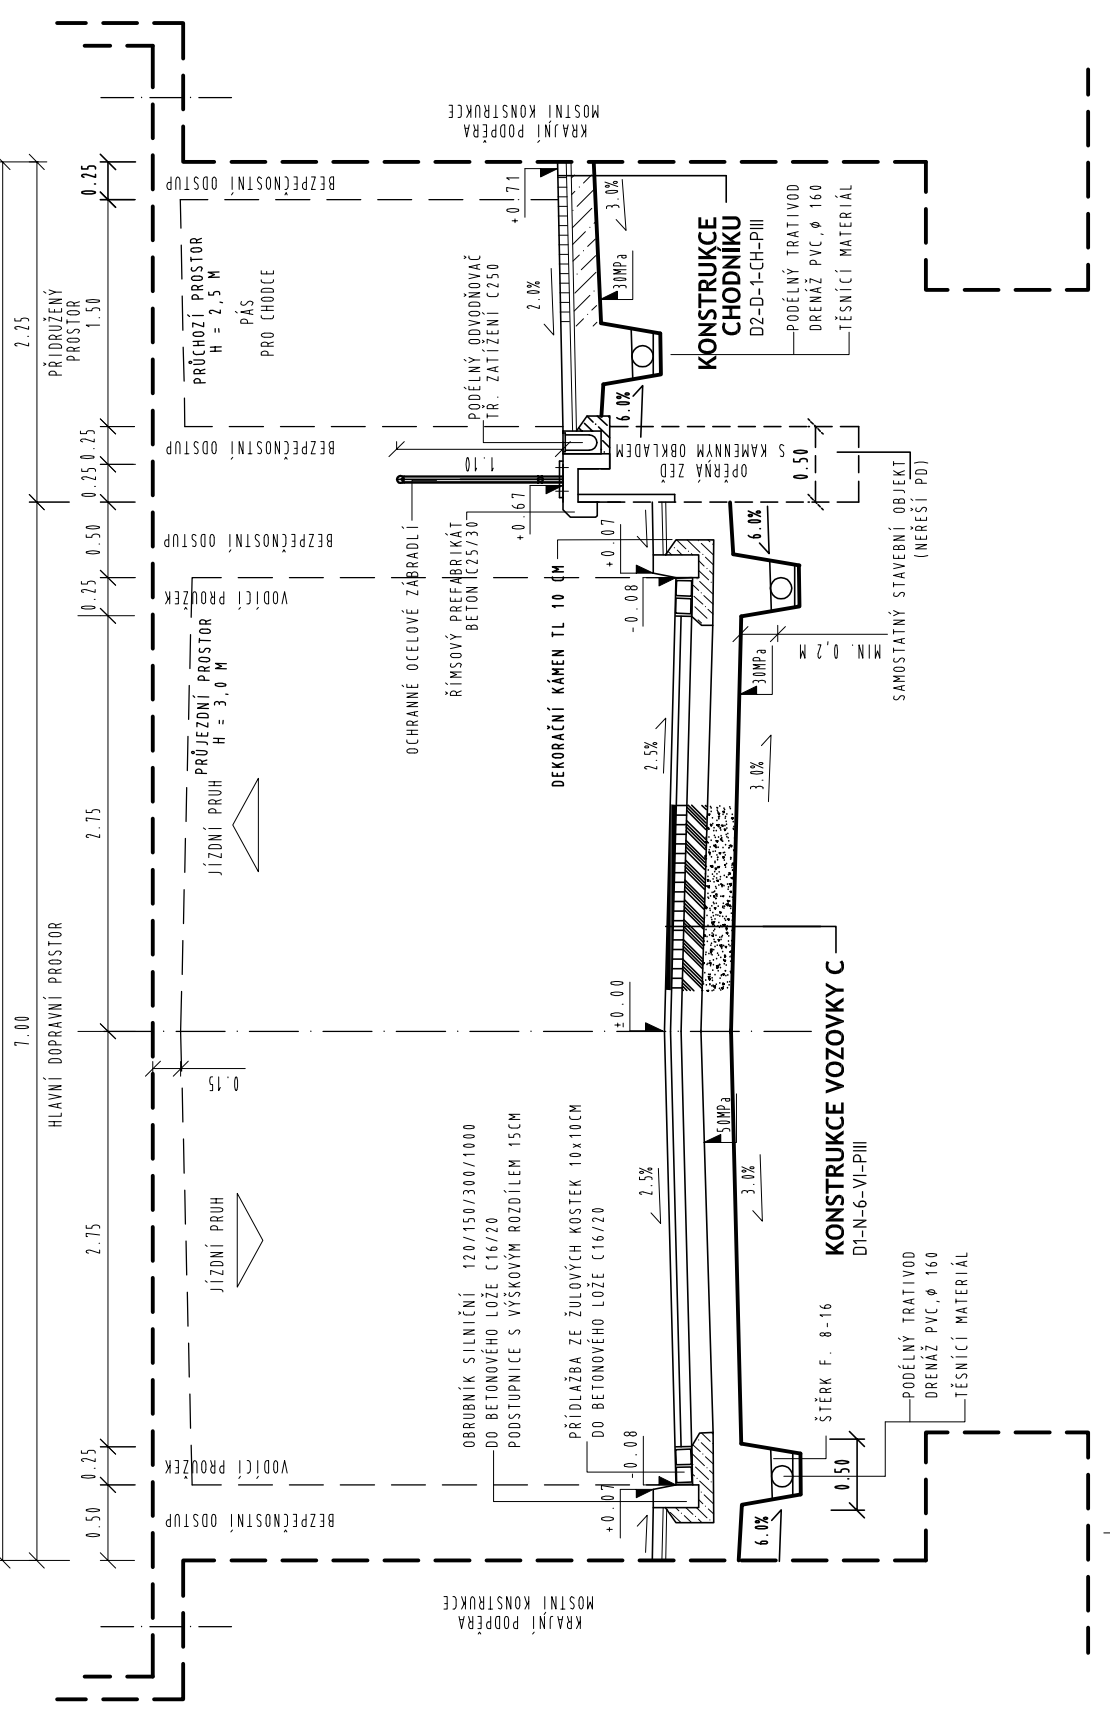 7.00
HLAVNÍ DOPRAVNÍ PROSTOR
2.25
PŘIDRUŽENÝ
PROSTOR
0.50
0.25
2.75
2.75
0.25
0.50
0.25
0.25
1.50
0.25
BEZPEČNOSTNÍ ODSTUP
VODÍCÍ PROUŽEK
JÍZDNÍ PRUH
0.15
JÍZDNÍ PRUH
PRŮJEZDNÍ PROSTOR
H = 3,0 M
VODÍCÍ PROUŽEK
BEZPEČNOSTNÍ ODSTUP
BEZPEČNOSTNÍ ODSTUP
PRŮCHOZÍ PROSTOR
H = 2,5 M
PÁS
PRO CHODCE
BEZPEČNOSTNÍ ODSTUP
KRAJNÍ PODPĚRA
MOSTNÍ KONSTRUKCE
KRAJNÍ PODPĚRA
MOSTNÍ KONSTRUKCE
OBRUBNÍK SILNIČNÍ 120/150/300/1000
DO BETONOVÉHO LOŽE C16/20
PODSTUPNICE S VÝŠKOVÝM ROZDÍLEM 15CM
PŘÍDLAŽBA ZE ŽULOVÝCH KOSTEK 10x10CM
DO BETONOVÉHO LOŽE C16/20
OCHRANNÉ OCELOVÉ ZÁBRADLÍ
ŘÍMSOVÝ PREFABRIKÁT
BETON C25/30
DEKORAČNÍ KÁMEN TL 10 CM
PODÉLNÝ ODVODŇOVAČ
TŘ. ZATÍŽENÍ C250
1.10
+0.07
-0.08
±0.00
-0.08
+0.07
+0.67
+0.71
2.5%
2.5%
2.0%
3.0%
3.0%
3.0%
6.0%
6.0%
6.0%
50MPa
30MPa
30MPa
OPĚRNÁ ZEĎ
S KAMENNÝM OBKLADEM
0.50
MIN. 0,2 M
SAMOSTATNÝ STAVEBNÍ OBJEKT
(NEŘEŠÍ PD)
KONSTRUKCE
CHODNÍKU
D2-D-1-CH-PIII
PODÉLNÝ TRATIVOD
DRENÁŽ PVC, φ 160
TĚSNÍCÍ MATERIÁL
KONSTRUKCE VOZOVKY C
D1-N-6-VI-PIII
ŠTĚRK F. 8-16
0.50
PODÉLNÝ TRATIVOD
DRENÁŽ PVC, φ 160
TĚSNÍCÍ MATERIÁL